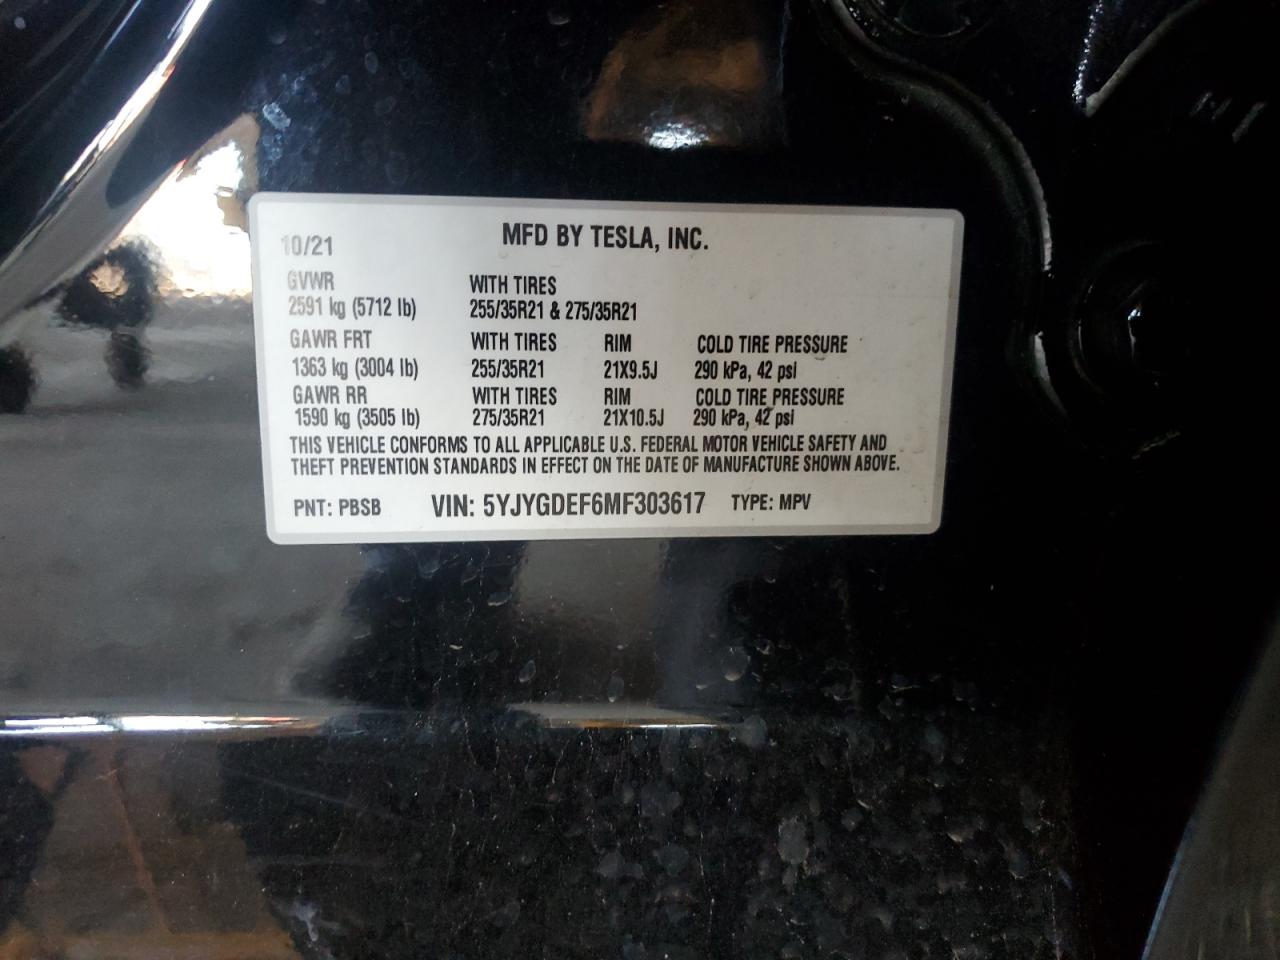 MFD BY TESLA, INC.
10/21
GVWR WITH TIRES
2591 kg (5712 lb) 255/35R21 & 275/35R21
GAWR FRT WITH TIRES RIM COLD TIRE PRESSURE
1363 kg (3004 lb) 255/35R21 21X9.5J 290 kPa, 42 psi
GAWR RR WITH TIRES RIM COLD TIRE PRESSURE
1590 kg (3505 lb) 275/35R21 21X10.5J 290 kPa, 42 psi
THIS VEHICLE CONFORMS TO ALL APPLICABLE U.S. FEDERAL MOTOR VEHICLE SAFETY AND
THEFT PREVENTION STANDARDS IN EFFECT ON THE DATE OF MANUFACTURE SHOWN ABOVE.
PNT: PBSB VIN: 5YJYGDEF6MF303617 TYPE: MPV